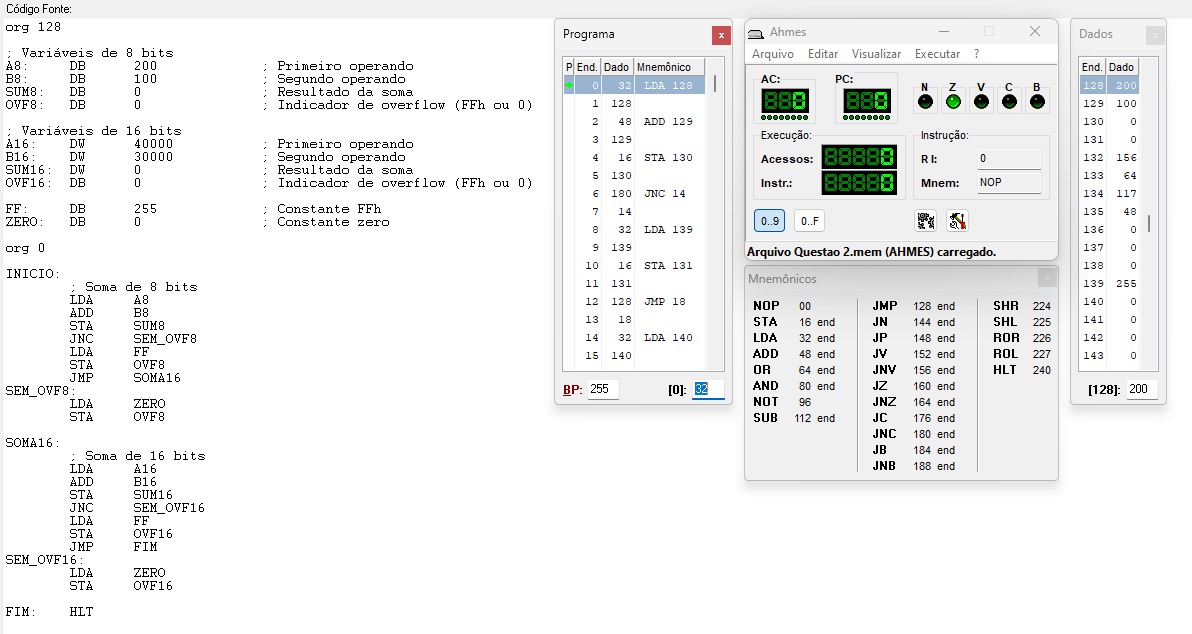 Código Fonte:
org 128
; Variáveis de 8 bits
A8: DB 200 ; Primeiro operando
B8: DB 100 ; Segundo operando
SUM8: DB 0 ; Resultado da soma
OVF8: DB 0 ; Indicador de overflow (FFh ou 0)
; Variáveis de 16 bits
A16: DW 40000 ; Primeiro operando
B16: DW 30000 ; Segundo operando
SUM16: DW 0 ; Resultado da soma
OVF16: DB 0 ; Indicador de overflow (FFh ou 0)
FF: DB 255 ; Constante FFh
ZERO: DB 0 ; Constante zero
org 0
INICIO:
; Soma de 8 bits
LDA A8
ADD B8
STA SUM8
JNC SEM_OVF8
LDA FF
STA OVF8
JMP SOMA16
SEM_OVF8:
LDA ZERO
STA OVF8
SOMA16:
; Soma de 16 bits
LDA A16
ADD B16
STA SUM16
JNC SEM_OVF16
LDA FF
STA OVF16
JMP FIM
SEM_OVF16:
LDA ZERO
STA OVF16
FIM: HLT
Programa x
P End. Dado Mnemônico
0 32 LDA 128
1 128
2 48 ADD 129
3 129
4 16 STA 130
5 130
6 180 JNC 14
7 14
8 32 LDA 139
9 139
10 16 STA 131
11 131
12 128 JMP 18
13 18
14 32 LDA 140
15 140
BP: 255 [0]: 32
Ahmes
Arquivo Editar Visualizar Executar ?
AC: PC: N Z V C B
0 0
Execução: Instrução:
Acessos: 0 R I: 0
Instr.: 0 Mnem: NOP
0..9 0..F
Arquivo Questao 2.mem (AHMES) carregado.
Mnemônicos x
NOP 00 JMP 128 end SHR 224
STA 16 end JN 144 end SHL 225
LDA 32 end JP 148 end ROR 226
ADD 48 end JV 152 end ROL 227
OR 64 end JNV 156 end HLT 240
AND 80 end JZ 160 end
NOT 96 JNZ 164 end
SUB 112 end JC 176 end
JNC 180 end
JB 184 end
JNB 188 end
Dados x
End. Dado
128 200
129 100
130 0
131 0
132 156
133 64
134 117
135 48
136 0
137 0
138 0
139 255
140 0
141 0
142 0
143 0
[128]: 200